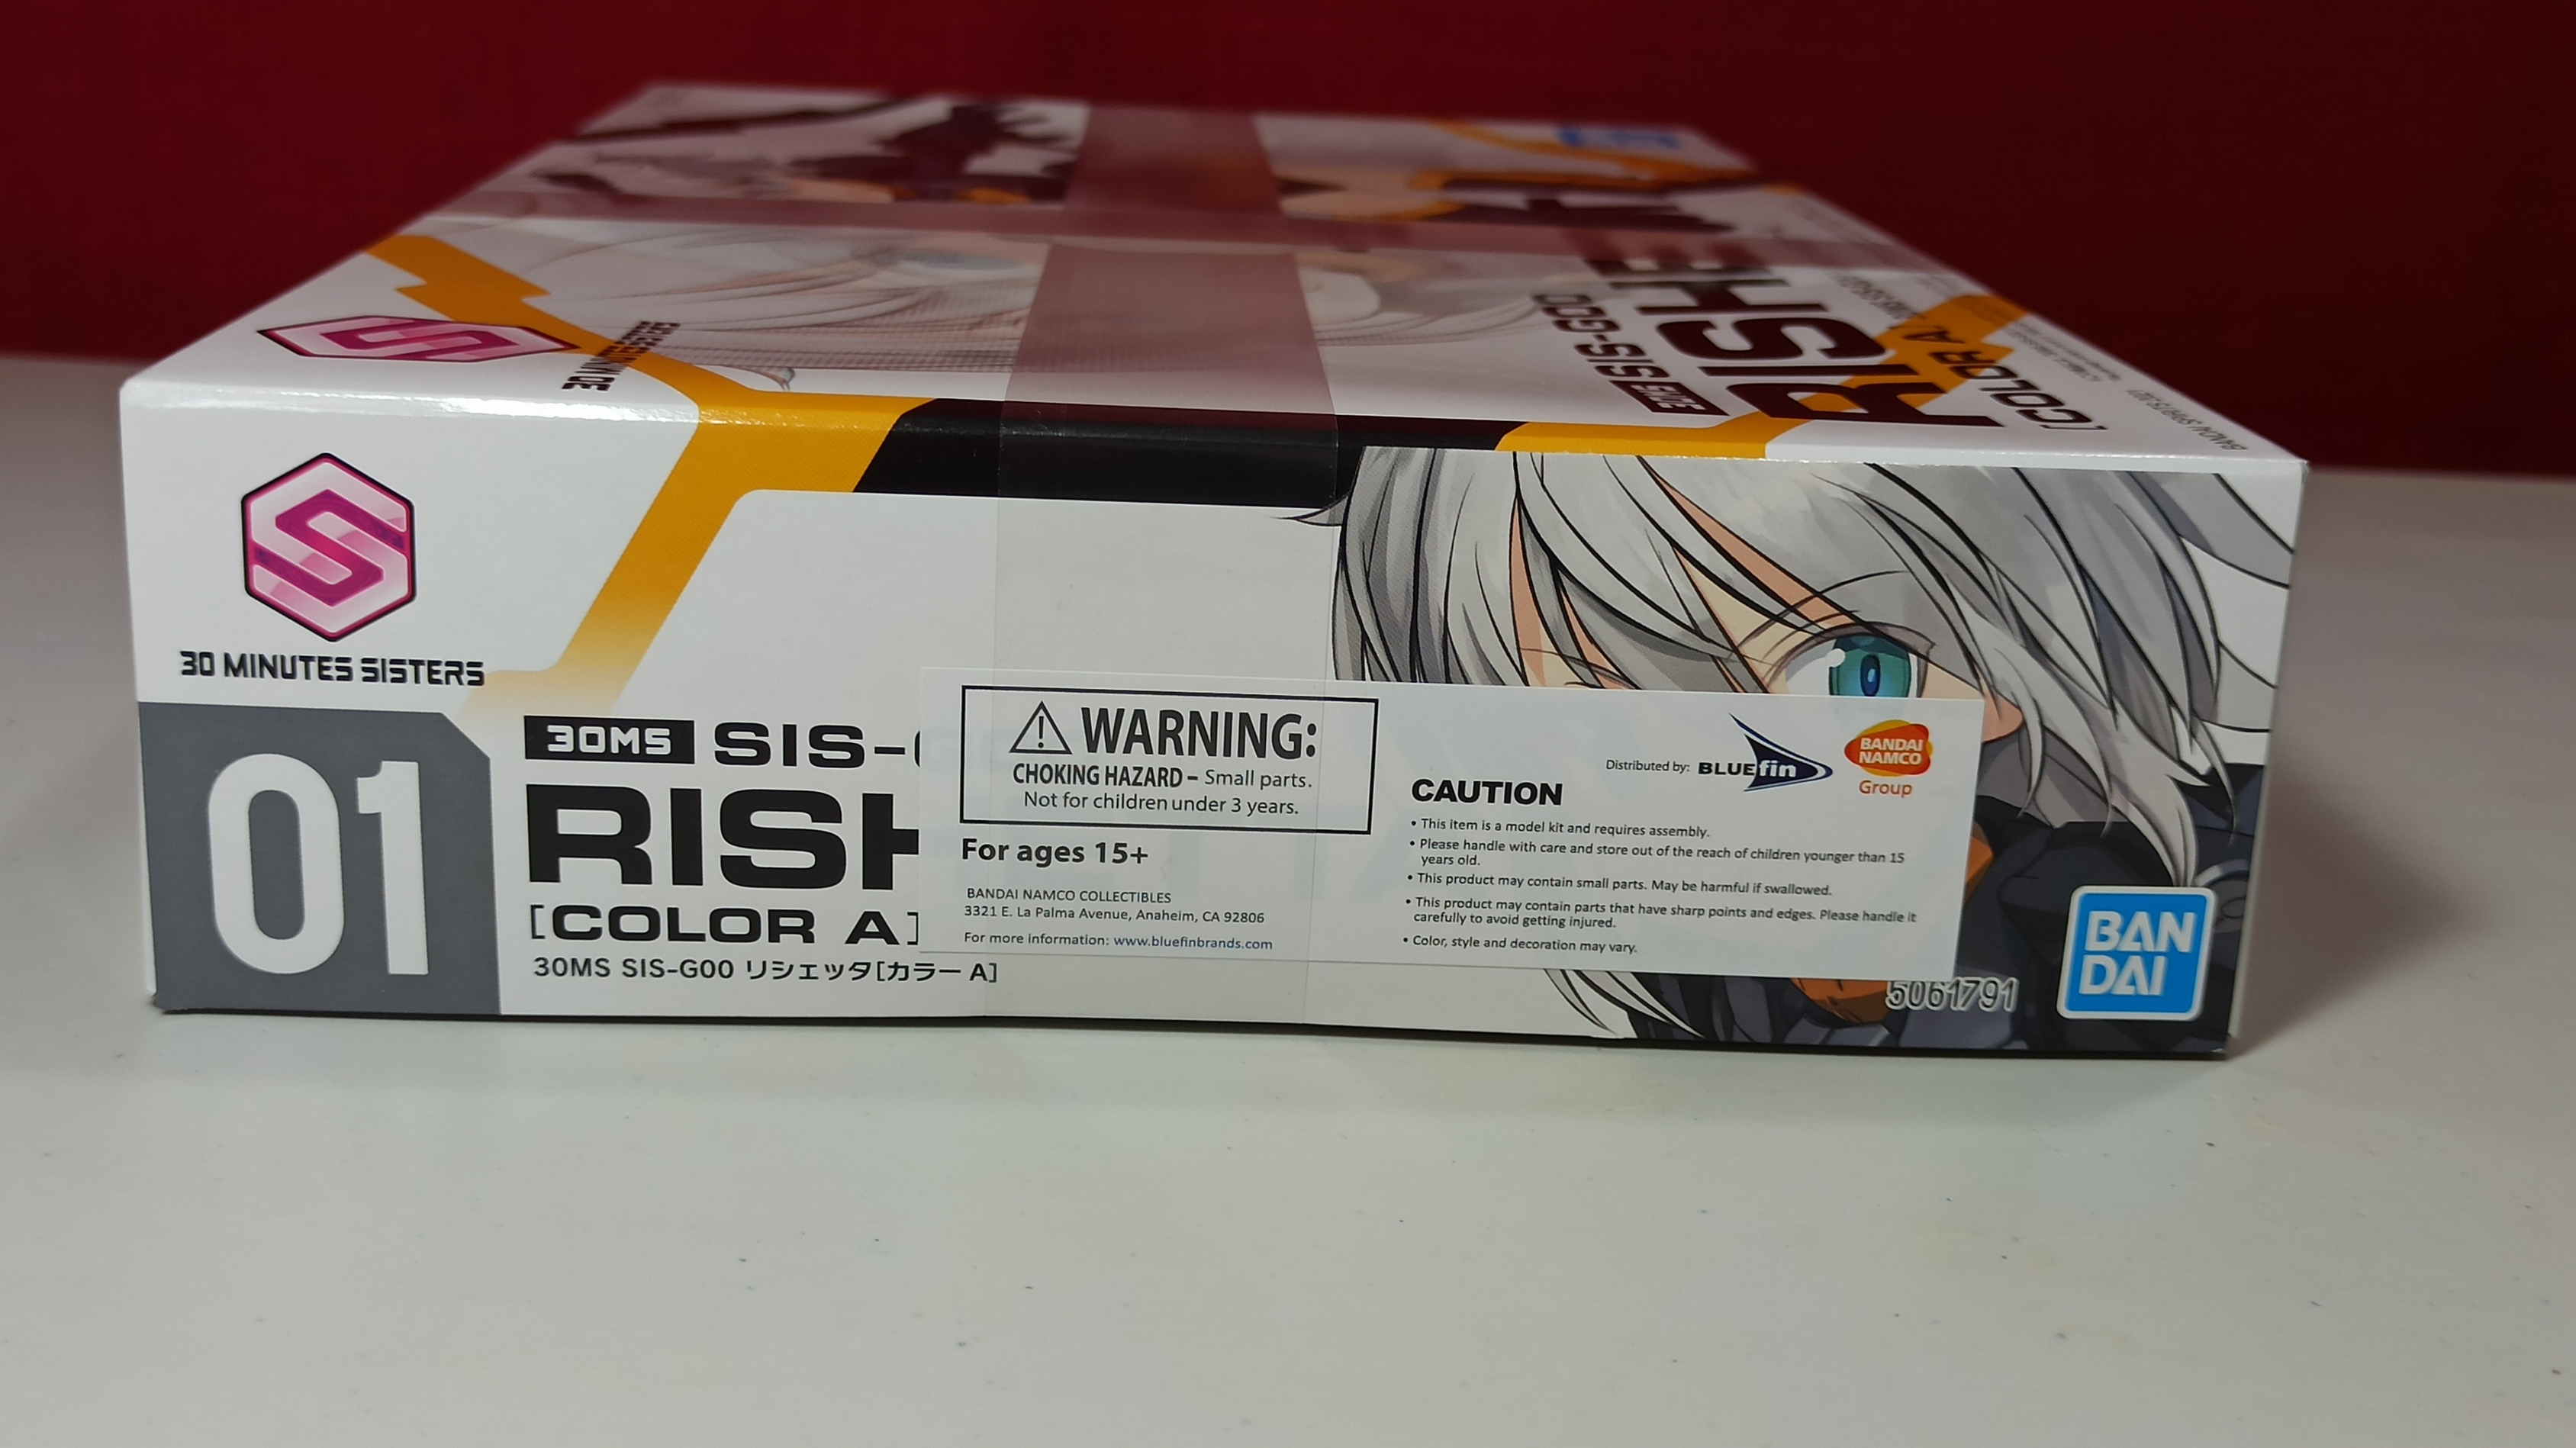 30 MINUTES SISTERS
30MS SIS-G00
RISH
[COLOR A]
30 MINUTES SISTERS
01
30MS SIS-
RISH
[COLOR A]
30MS SIS-G00 リシェッタ[カラー A]
WARNING:
CHOKING HAZARD – Small parts.
Not for children under 3 years.
For ages 15+
BANDAI NAMCO COLLECTIBLES
3321 E. La Palma Avenue, Anaheim, CA 92806
For more information: www.bluefinbrands.com
Distributed by: BLUEfin
BANDAI
NAMCO
Group
CAUTION
• This item is a model kit and requires assembly.
• Please handle with care and store out of the reach of children younger than 15
years old.
• This product may contain small parts. May be harmful if swallowed.
• This product may contain parts that have sharp points and edges. Please handle it
carefully to avoid getting injured.
• Color, style and decoration may vary.
5061791
BAN
DAI